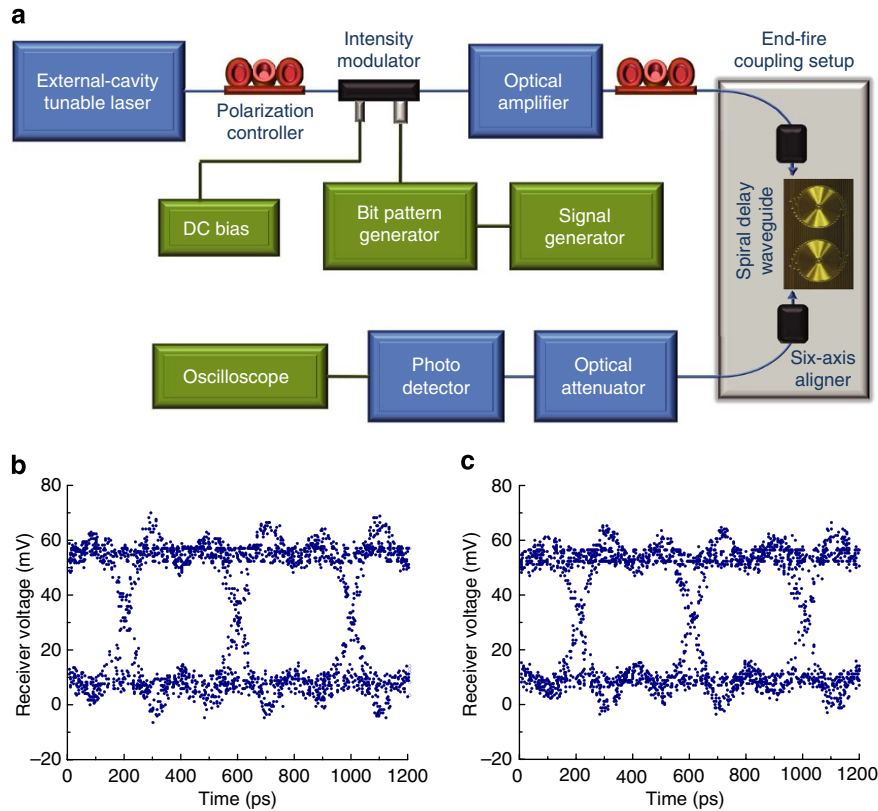 a
External-cavity
tunable laser
Polarization
controller
Intensity
modulator
Optical
amplifier
End-fire
coupling setup
DC bias
Bit pattern
generator
Signal
generator
Spiral delay
waveguide
Oscilloscope
Photo
detector
Optical
attenuator
Six-axis
aligner
b
80
60
40
20
0
–20
Receiver voltage (mV)
0 200 400 600 800 1000 1200
Time (ps)
c
80
60
40
20
0
–20
Receiver voltage (mV)
0 200 400 600 800 1000 1200
Time (ps)